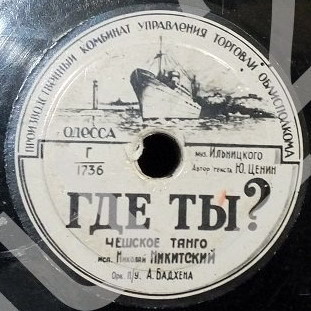 ПРОИЗВОДСТВЕННЫЙ КОМБИНАТ УПРАВЛЕНИЯ ТОРГОВЛИ ОБЛИСПОЛКОМА
ОДЕССА
Г
1736
муз. Ильницкого
Автор текста Ю. Ценин
ГДЕ ТЫ?
ЧЕШСКОЕ ТАНГО
исп. Николай Никитский
Орк. п/у. А. Бадхена